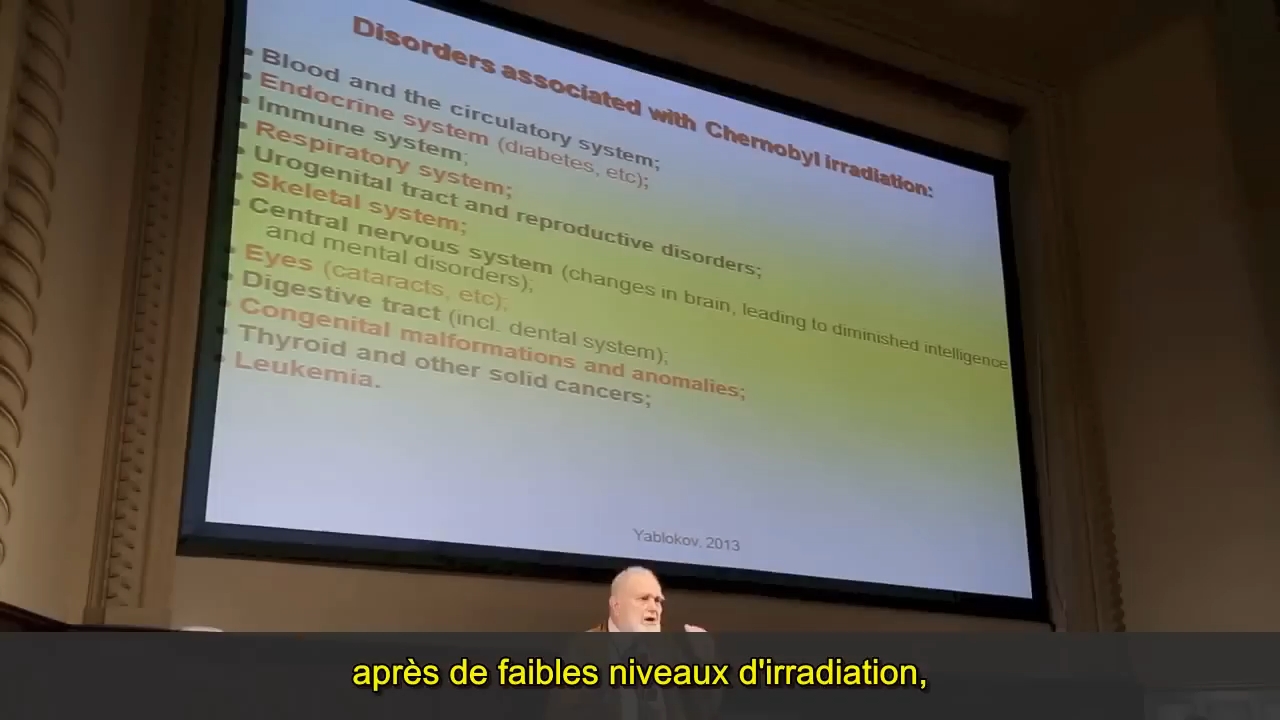 Disorders associated with Chernobyl irradiation:
• Blood and the circulatory system;
• Endocrine system (diabetes, etc);
• Immune system;
• Respiratory system;
• Urogenital tract and reproductive disorders;
• Skeletal system;
• Central nervous system (changes in brain, leading to diminished intelligence
and mental disorders);
• Eyes (cataracts, etc);
• Digestive tract (incl. dental system);
• Congenital malformations and anomalies;
• Thyroid and other solid cancers;
• Leukemia.
Yablokov, 2013
après de faibles niveaux d'irradiation,